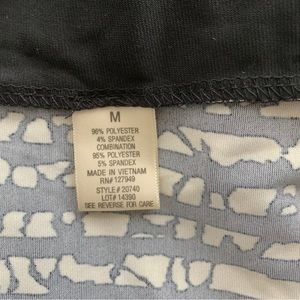 M
96% POLYESTER
4% SPANDEX
COMBINATION
95% POLYESTER
5% SPANDEX
MADE IN VIETNAM
RN# 127949
STYLE# 20740
LOT# 14390
SEE REVERSE FOR CARE